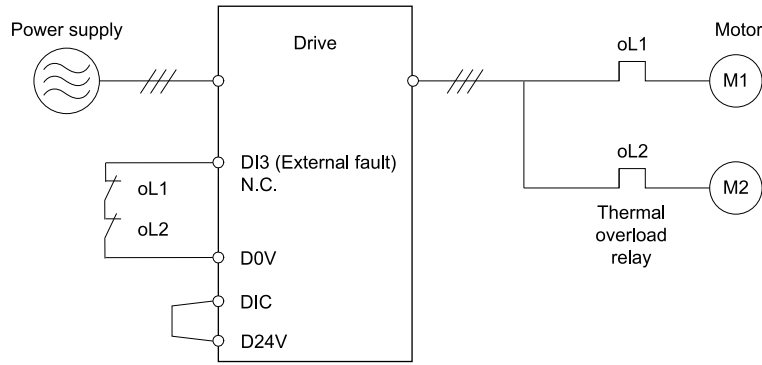 Power supply
Drive
oL1
Motor
M1
DI3 (External fault)
N.C.
oL1
oL2
oL2
M2
Thermal
overload
relay
D0V
DIC
D24V